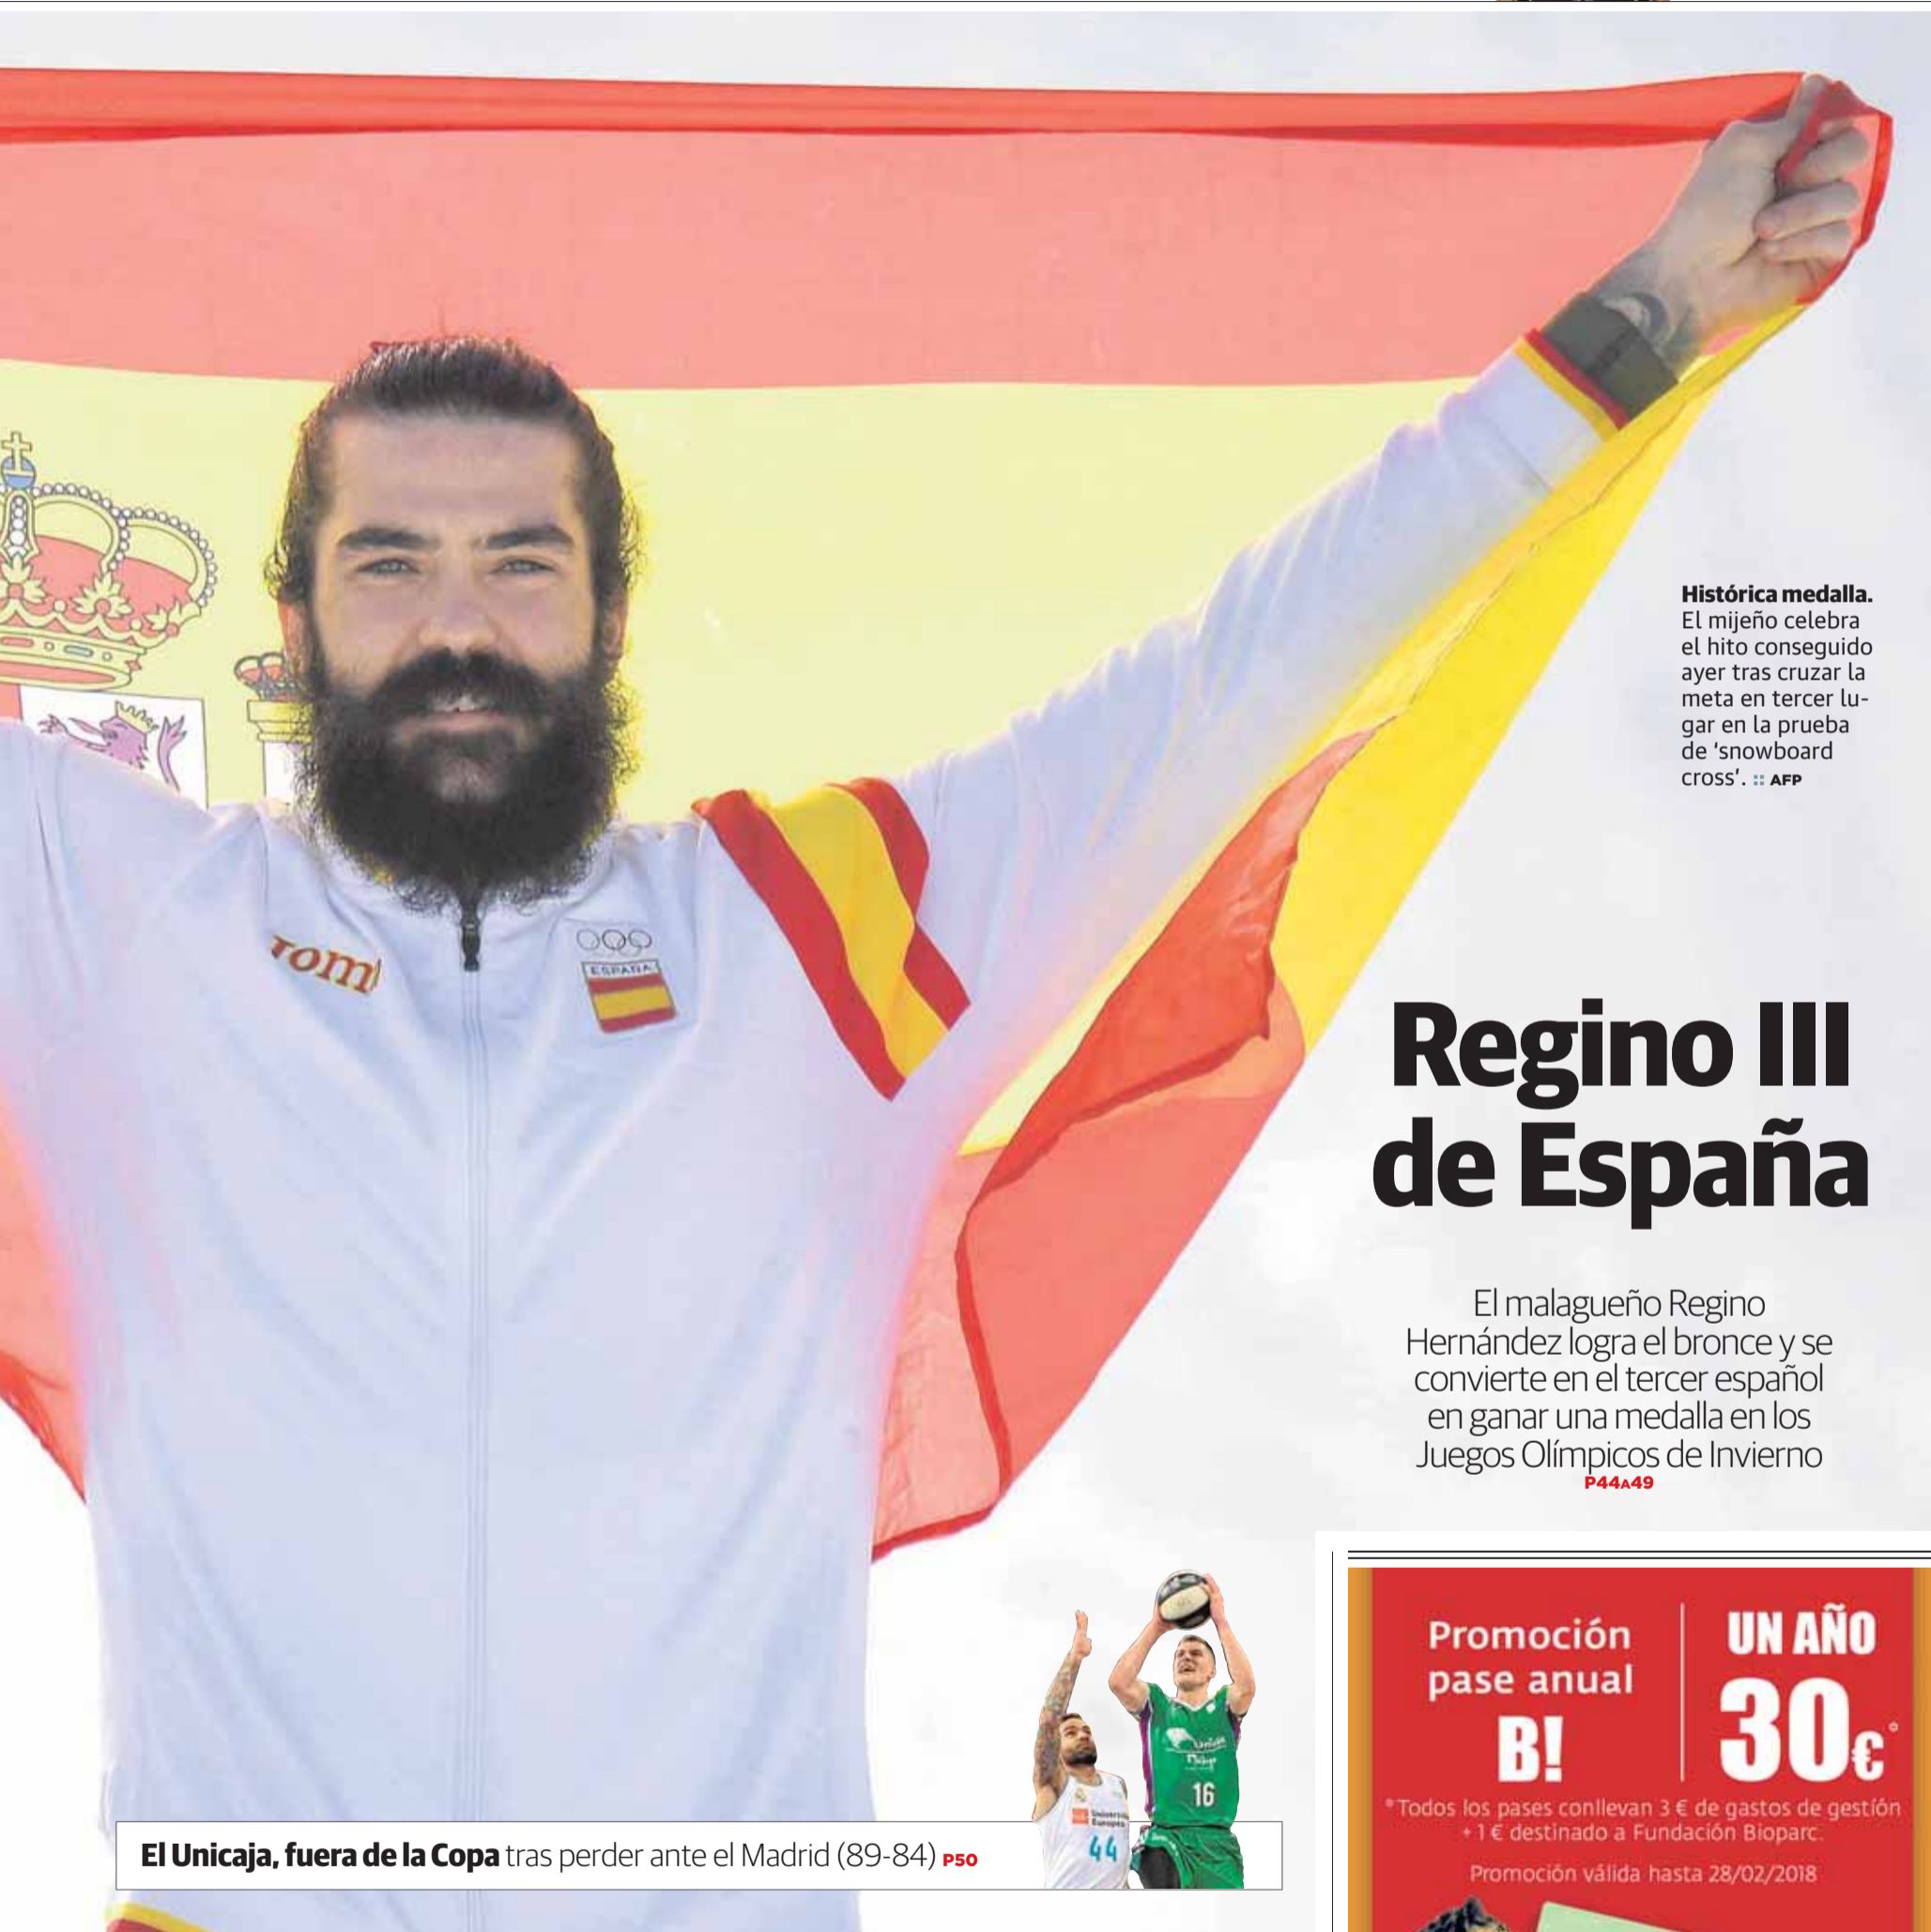 Histórica medalla.
El mijeño celebra
el hito conseguido
ayer tras cruzar la
meta en tercer lu-
gar en la prueba
de ‘snowboard
cross’. :: AFP
ESPAÑA
Regino III
de España
El malagueño Regino
Hernández logra el bronce y se
convierte en el tercer español
en ganar una medalla en los
Juegos Olímpicos de Invierno
P44A49
El Unicaja, fuera de la Copa tras perder ante el Madrid (89-84) P50
Unicaja
Málaga
16
Universidad
Europea
44
Promoción
pase anual
B!
UN AÑO
30€*
*Todos los pases conllevan 3 € de gastos de gestión
+ 1 € destinado a Fundación Bioparc.
Promoción válida hasta 28/02/2018